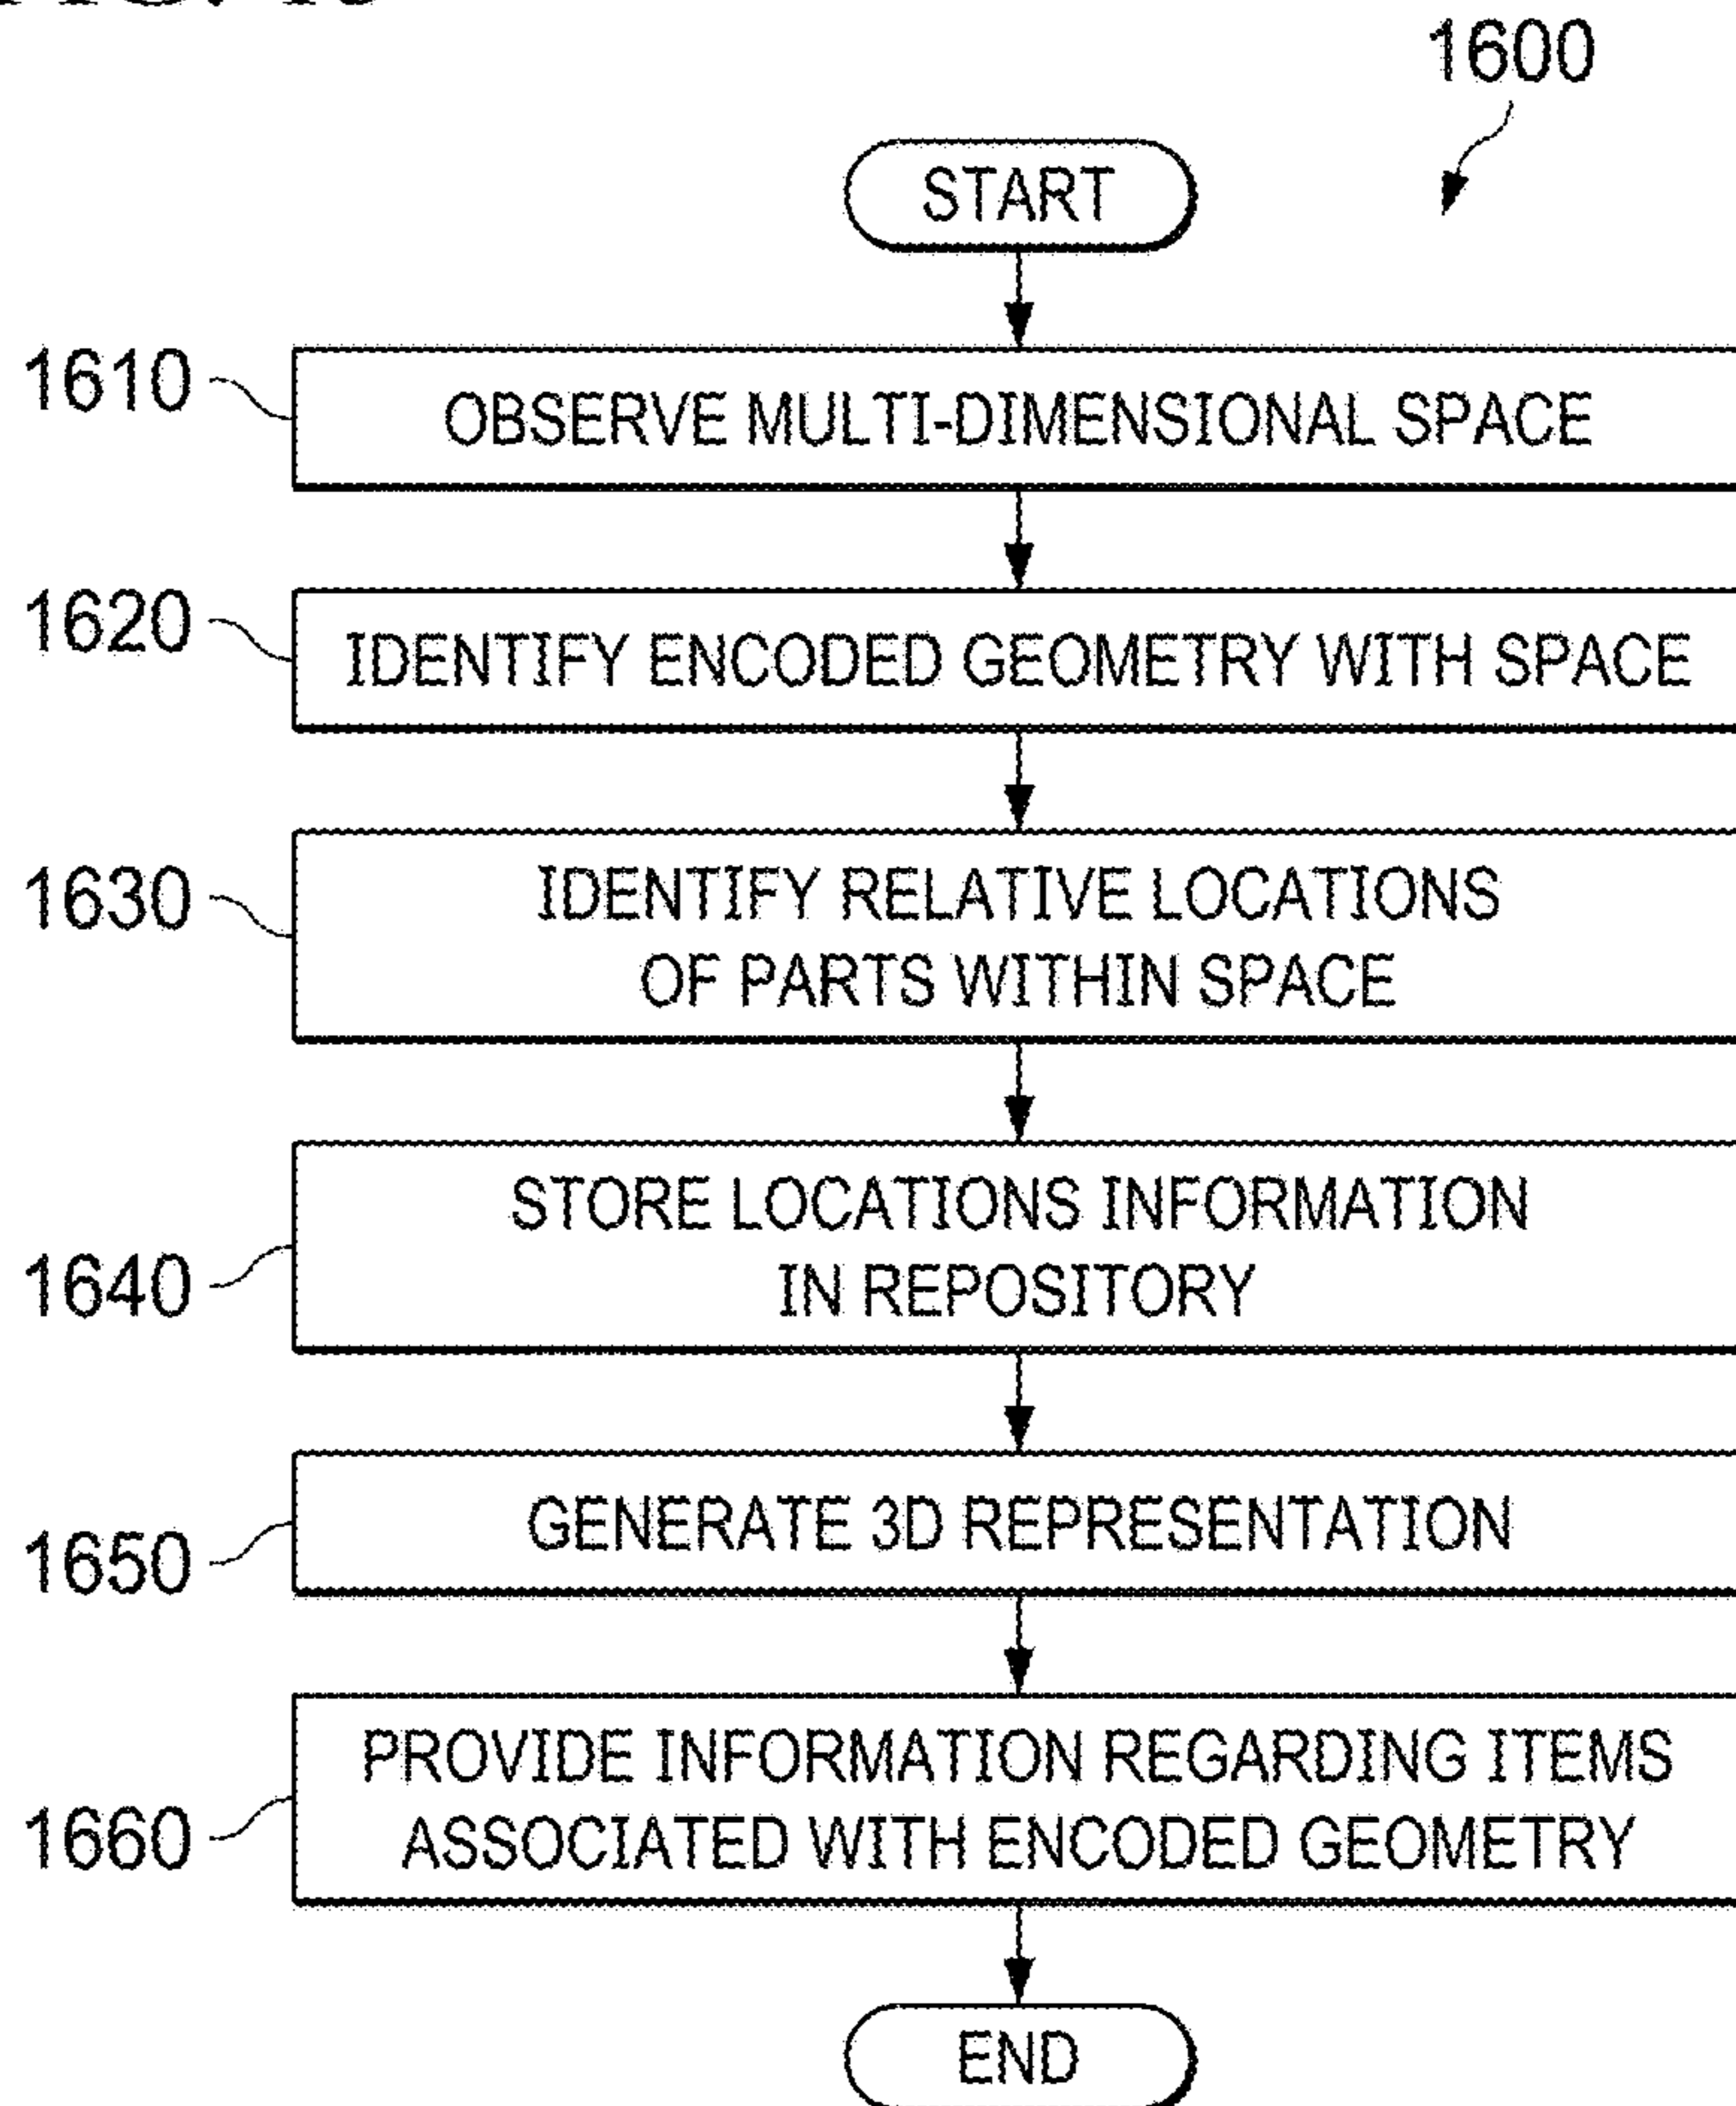 1600
START
1610
OBSERVE MULTI-DIMENSIONAL SPACE
1620
IDENTIFY ENCODED GEOMETRY WITH SPACE
1630
IDENTIFY RELATIVE LOCATIONS
OF PARTS WITHIN SPACE
1640
STORE LOCATIONS INFORMATION
IN REPOSITORY
1650
GENERATE 3D REPRESENTATION
1660
PROVIDE INFORMATION REGARDING ITEMS
ASSOCIATED WITH ENCODED GEOMETRY
END